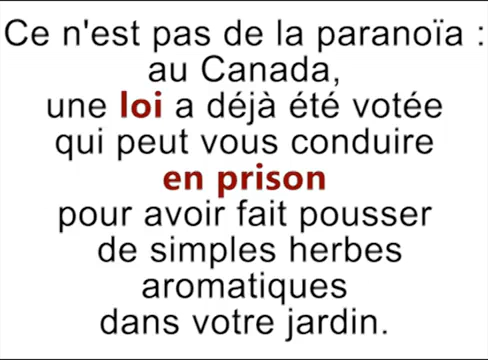 Ce n'est pas de la paranoïa :
au Canada,
une loi a déjà été votée
qui peut vous conduire
en prison
pour avoir fait pousser
de simples herbes
aromatiques
dans votre jardin.